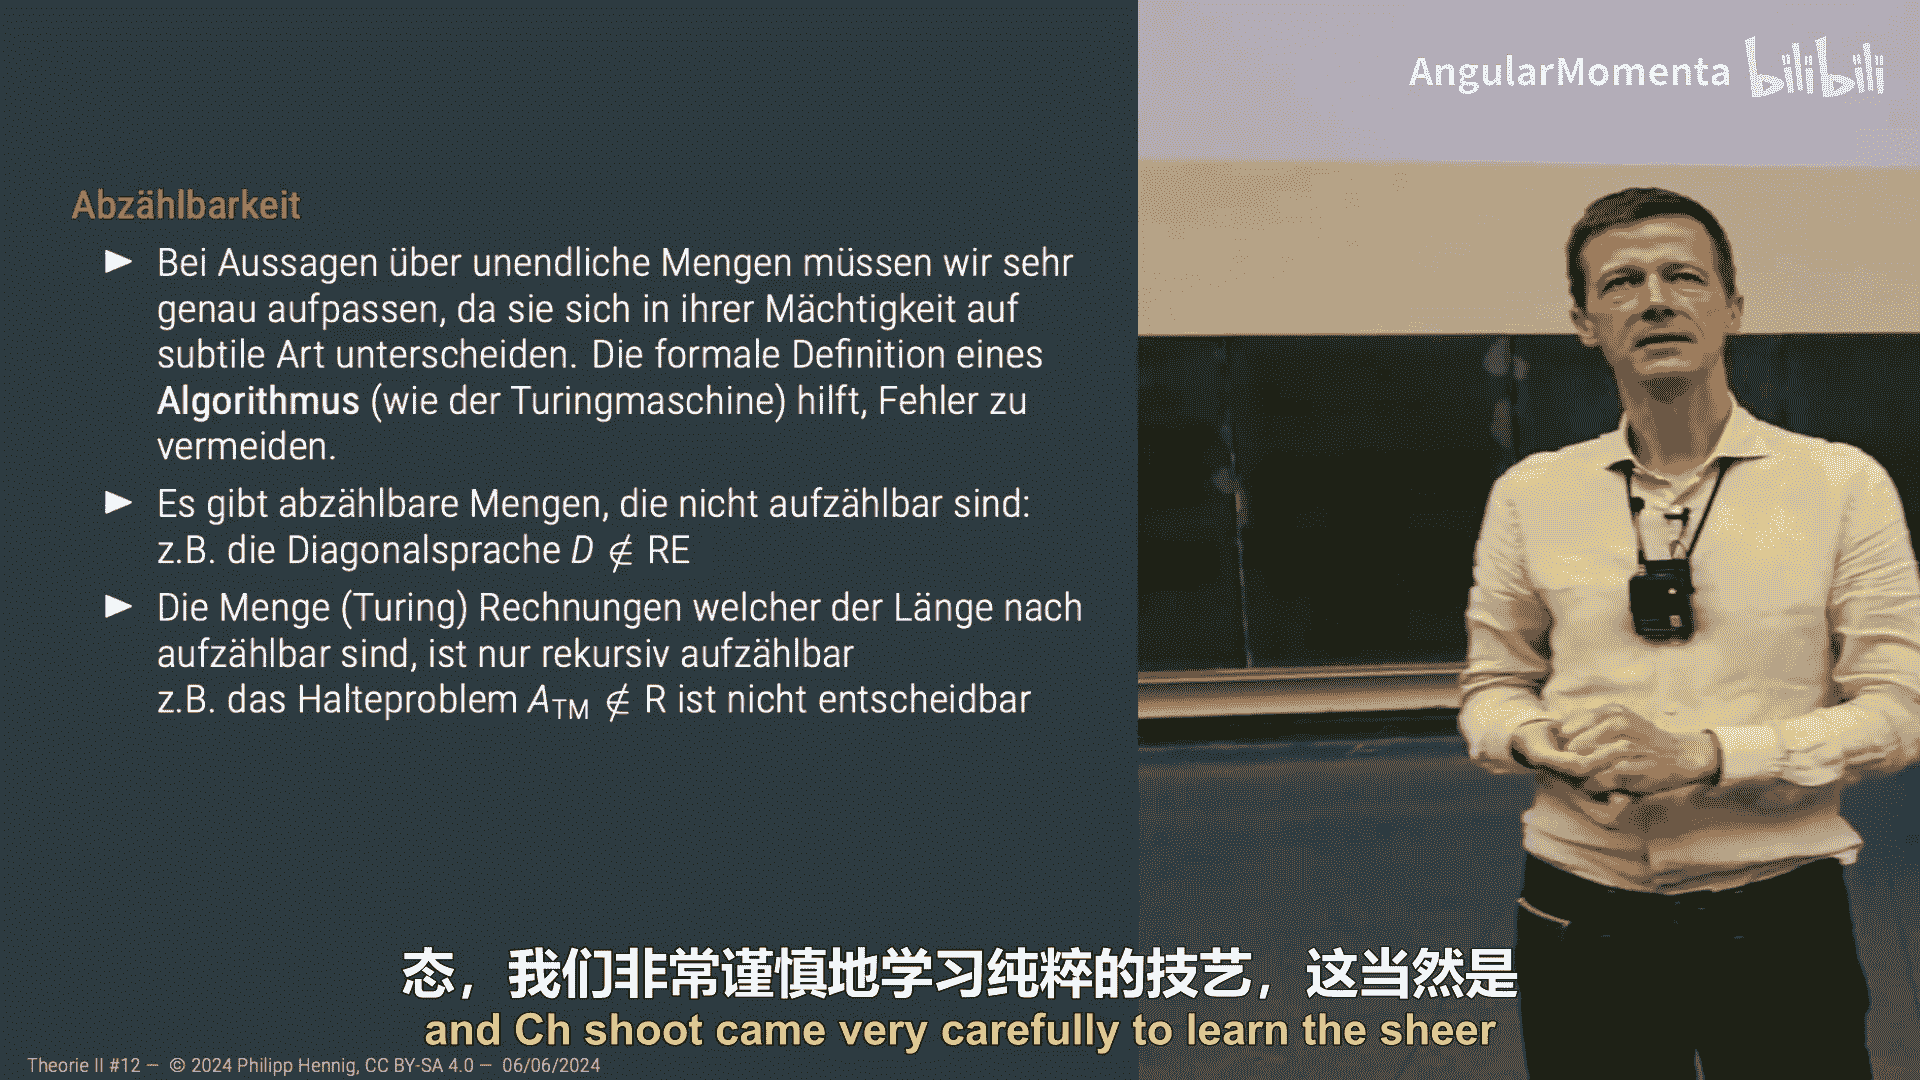 AngularMomenta bilibili
Abzählbarkeit
► Bei Aussagen über unendliche Mengen müssen wir sehr
genau aufpassen, da sie sich in ihrer Mächtigkeit auf
subtile Art unterscheiden. Die formale Definition eines
Algorithmus (wie der Turingmaschine) hilft, Fehler zu
vermeiden.
► Es gibt abzählbare Mengen, die nicht aufzählbar sind:
z.B. die Diagonalsprache D ∉ RE
► Die Menge (Turing) Rechnungen welcher der Länge nach
aufzählbar sind, ist nur rekursiv aufzählbar
z.B. das Halteproblem A_TM ∉ R ist nicht entscheidbar
态，我们非常谨慎地学习纯粹的技艺，这当然是
and Ch shoot came very carefully to learn the sheer
Theorie II #12 — © 2024 Philipp Hennig, CC BY-SA 4.0 — 06/06/2024